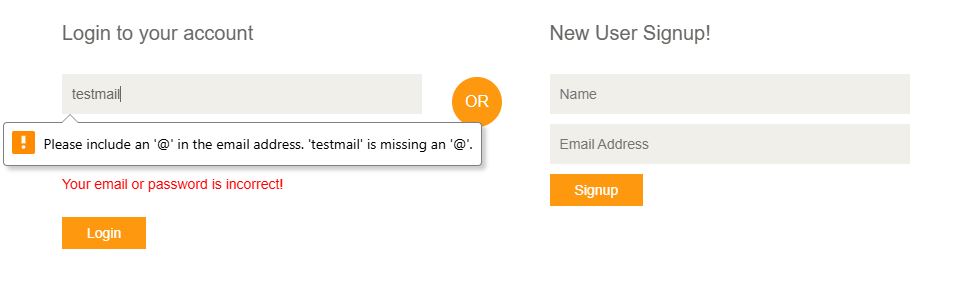 Login to your account
testmail
Please include an '@' in the email address. 'testmail' is missing an '@'.
Your email or password is incorrect!
Login
OR
New User Signup!
Name
Email Address
Signup